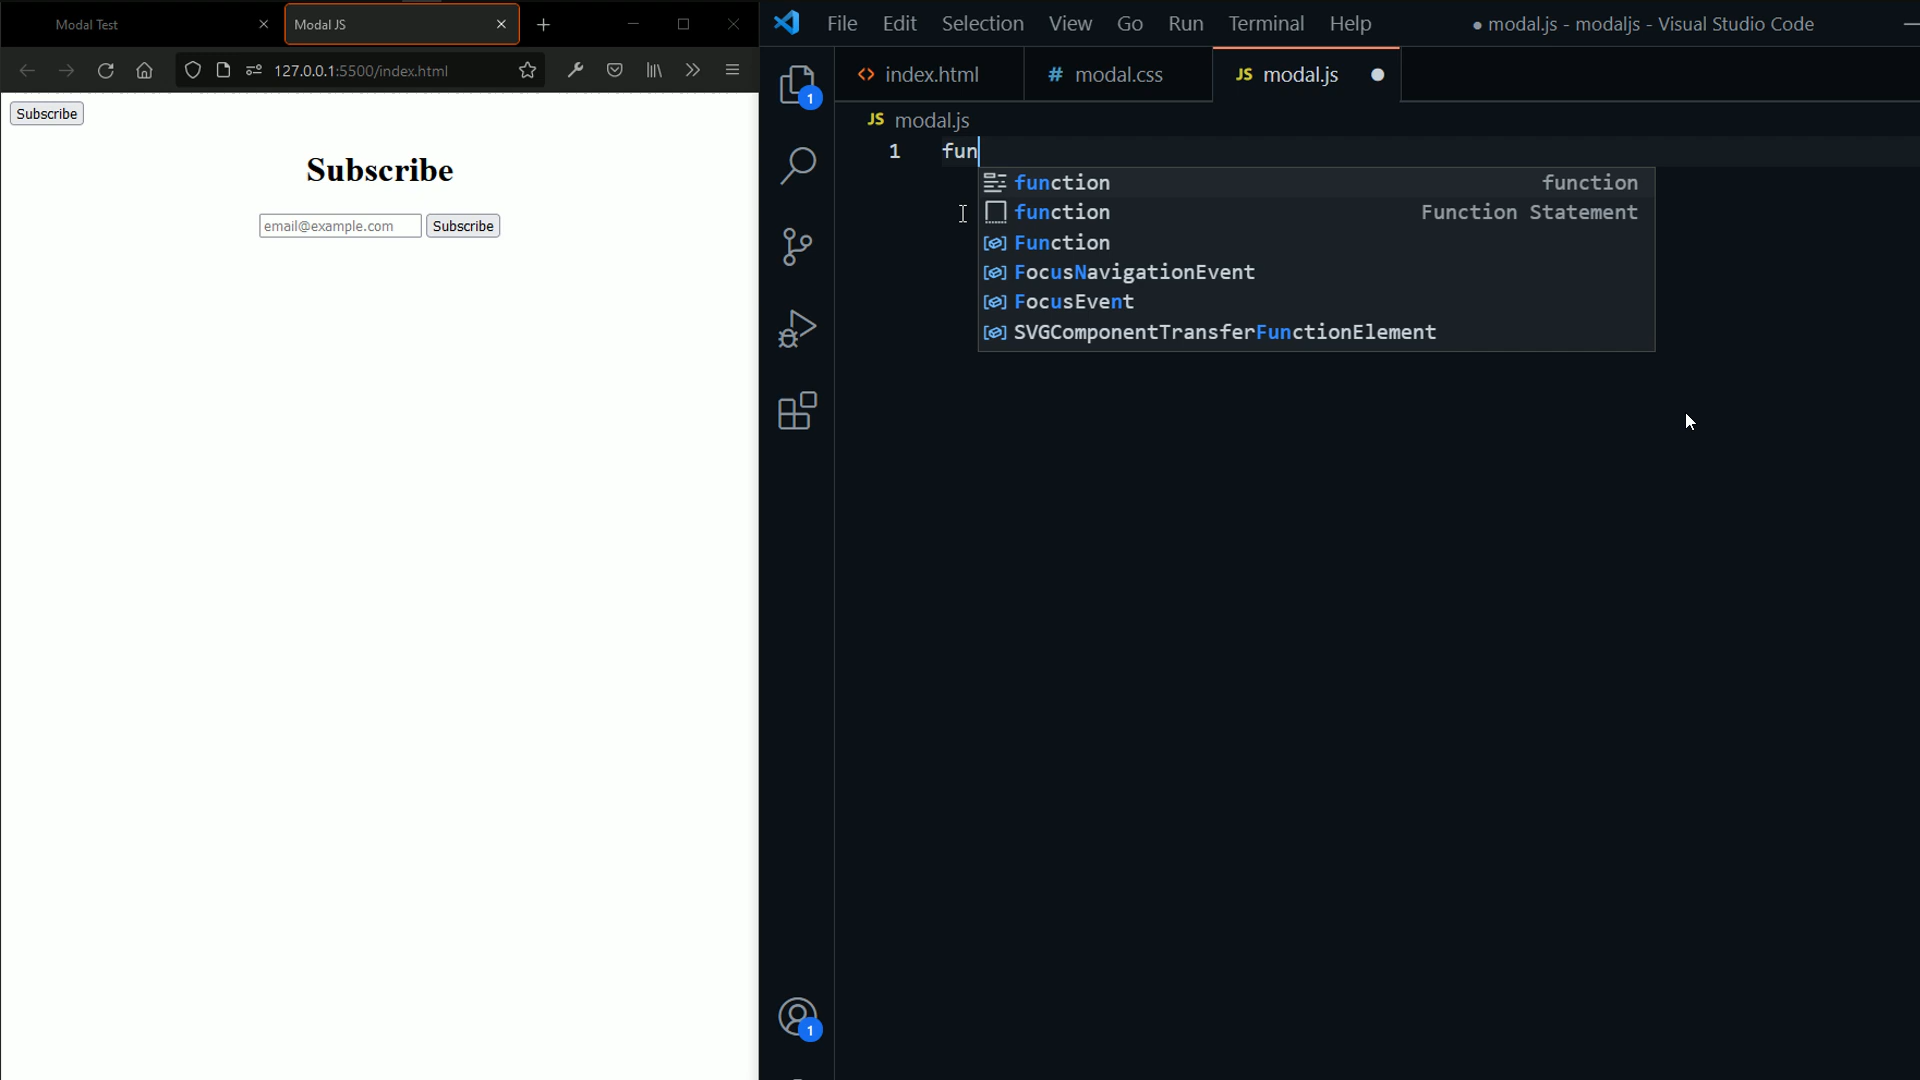 Modal Test
Modal JS
127.0.0.1:5500/index.html
Subscribe
Subscribe
email@example.com Subscribe
File Edit Selection View Go Run Terminal Help
● modal.js - modaljs - Visual Studio Code
<> index.html
# modal.css
JS modal.js ●
JS modal.js
1 fun
function function
function Function Statement
Function
FocusNavigationEvent
FocusEvent
SVGComponentTransferFunctionElement
1
1